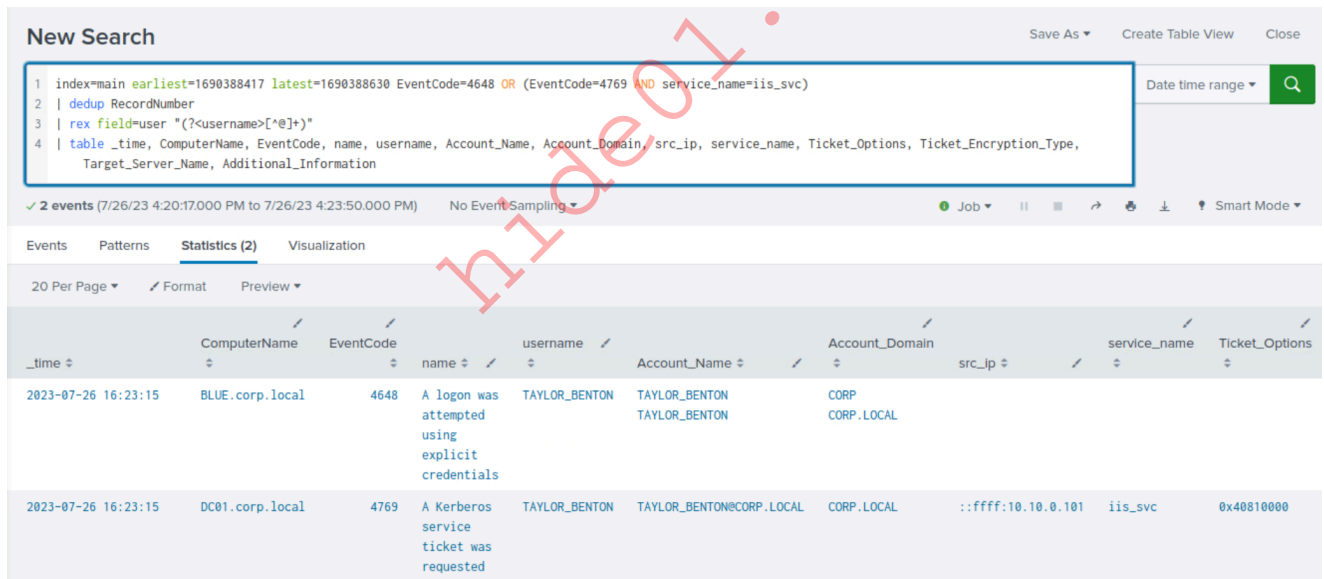 New Search
Save As
Create Table View
Close
1 index=main earliest=1690388417 latest=1690388630 EventCode=4648 OR (EventCode=4769 AND service_name=iis_svc)
2 | dedup RecordNumber
3 | rex field=user "(?<username>[^@]+)"
4 | table _time, ComputerName, EventCode, name, username, Account_Name, Account_Domain, src_ip, service_name, Ticket_Options, Ticket_Encryption_Type,
Target_Server_Name, Additional_Information
Date time range
2 events (7/26/23 4:20:17.000 PM to 7/26/23 4:23:50.000 PM)
No Event Sampling
Job
Smart Mode
Events
Patterns
Statistics (2)
Visualization
20 Per Page
Format
Preview
_time
ComputerName
EventCode
name
username
Account_Name
Account_Domain
src_ip
service_name
Ticket_Options
2023-07-26 16:23:15
BLUE.corp.local
4648
A logon was
attempted
using
explicit
credentials
TAYLOR_BENTON
TAYLOR_BENTON
TAYLOR_BENTON
CORP
CORP.LOCAL
2023-07-26 16:23:15
DC01.corp.local
4769
A Kerberos
service
ticket was
requested
TAYLOR_BENTON
TAYLOR_BENTON@CORP.LOCAL
CORP.LOCAL
::ffff:10.10.0.101
iis_svc
0x40810000
hide01.